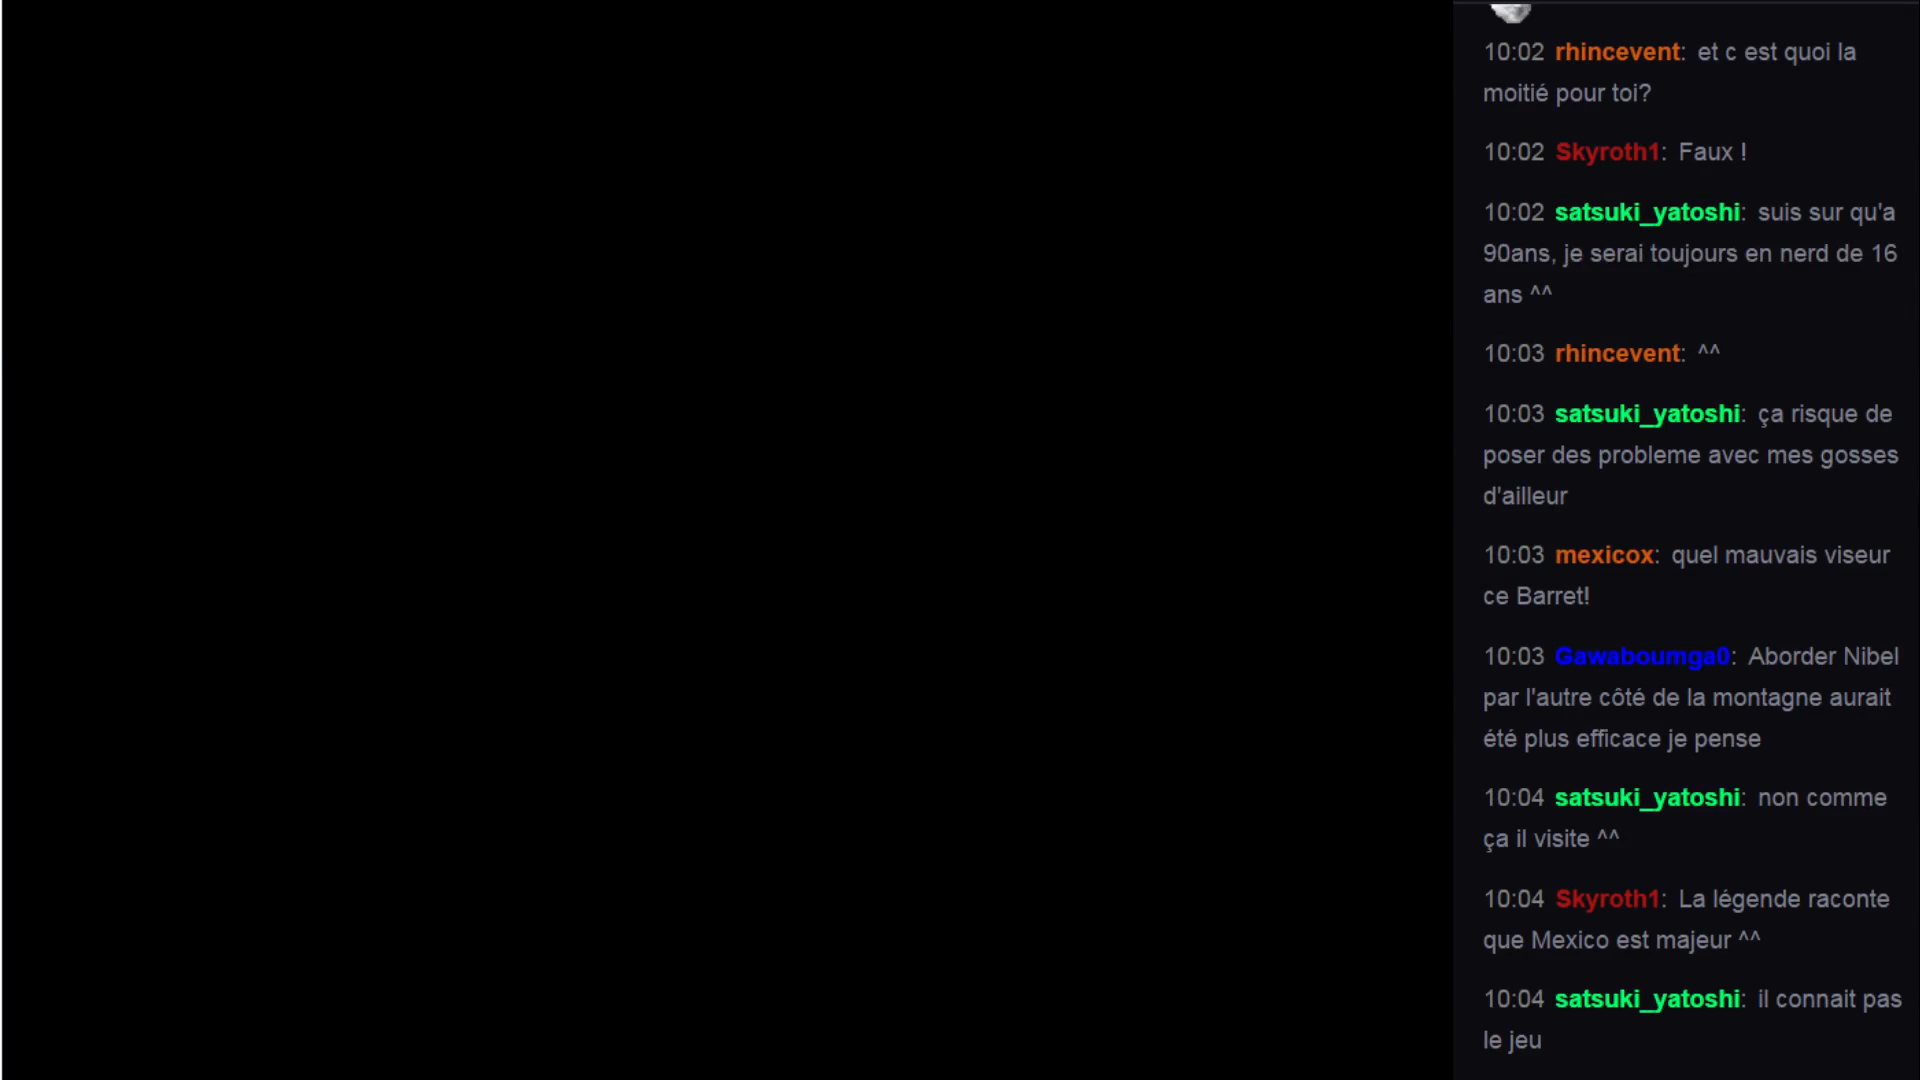 10:02 rhincevent: et c est quoi la
moitié pour toi?
10:02 Skyroth1: Faux !
10:02 satsuki_yatoshi: suis sur qu'a
90ans, je serai toujours en nerd de 16
ans ^^
10:03 rhincevent: ^^
10:03 satsuki_yatoshi: ça risque de
poser des probleme avec mes gosses
d'ailleur
10:03 mexicox: quel mauvais viseur
ce Barret!
10:03 Gawaboumga0: Aborder Nibel
par l'autre côté de la montagne aurait
été plus efficace je pense
10:04 satsuki_yatoshi: non comme
ça il visite ^^
10:04 Skyroth1: La légende raconte
que Mexico est majeur ^^
10:04 satsuki_yatoshi: il connait pas
le jeu